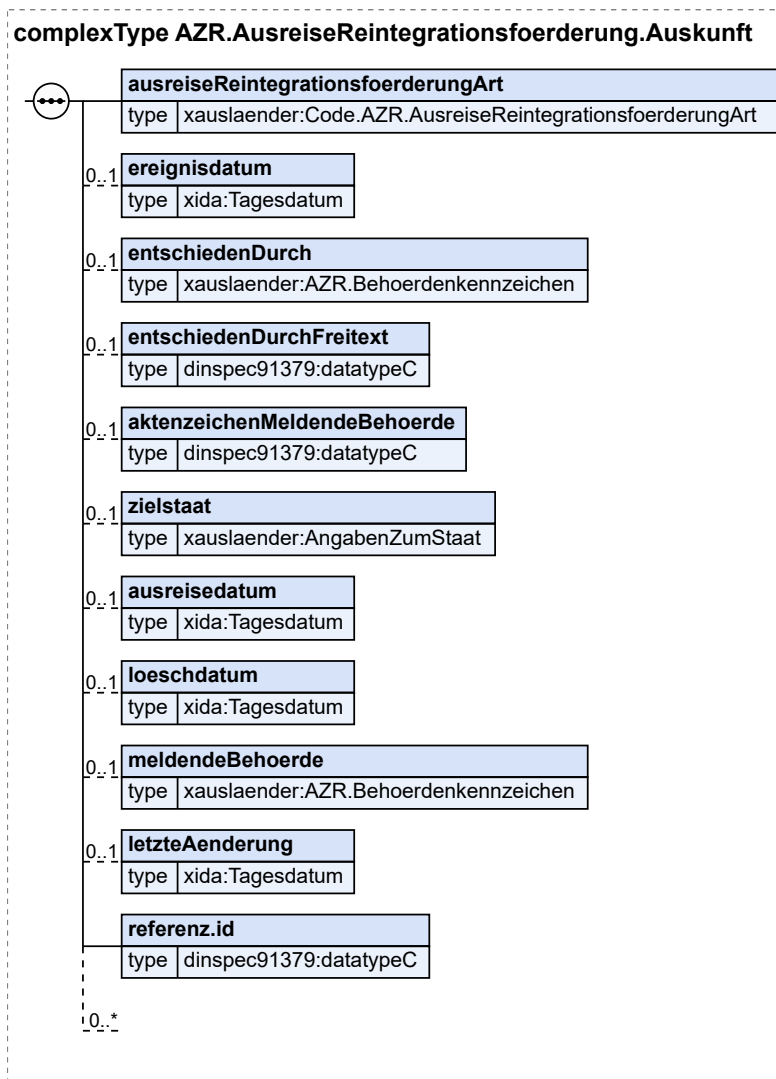 complexType AZR.AusreiseReintegrationsfoerderung.Auskunft
ausreiseReintegrationsfoerderungArt
type xauslaender:Code.AZR.AusreiseReintegrationsfoerderungArt
0..1 ereignisdatum
type xida:Tagesdatum
0..1 entschiedenDurch
type xauslaender:AZR.Behoerdenkennzeichen
0..1 entschiedenDurchFreitext
type dinspec91379:datatypeC
0..1 aktenzeichenMeldendeBehoerde
type dinspec91379:datatypeC
0..1 zielstaat
type xauslaender:AngabenZumStaat
0..1 ausreisedatum
type xida:Tagesdatum
0..1 loeschdatum
type xida:Tagesdatum
0..1 meldendeBehoerde
type xauslaender:AZR.Behoerdenkennzeichen
0..1 letzteAenderung
type xida:Tagesdatum
referenz.id
type dinspec91379:datatypeC
0..*